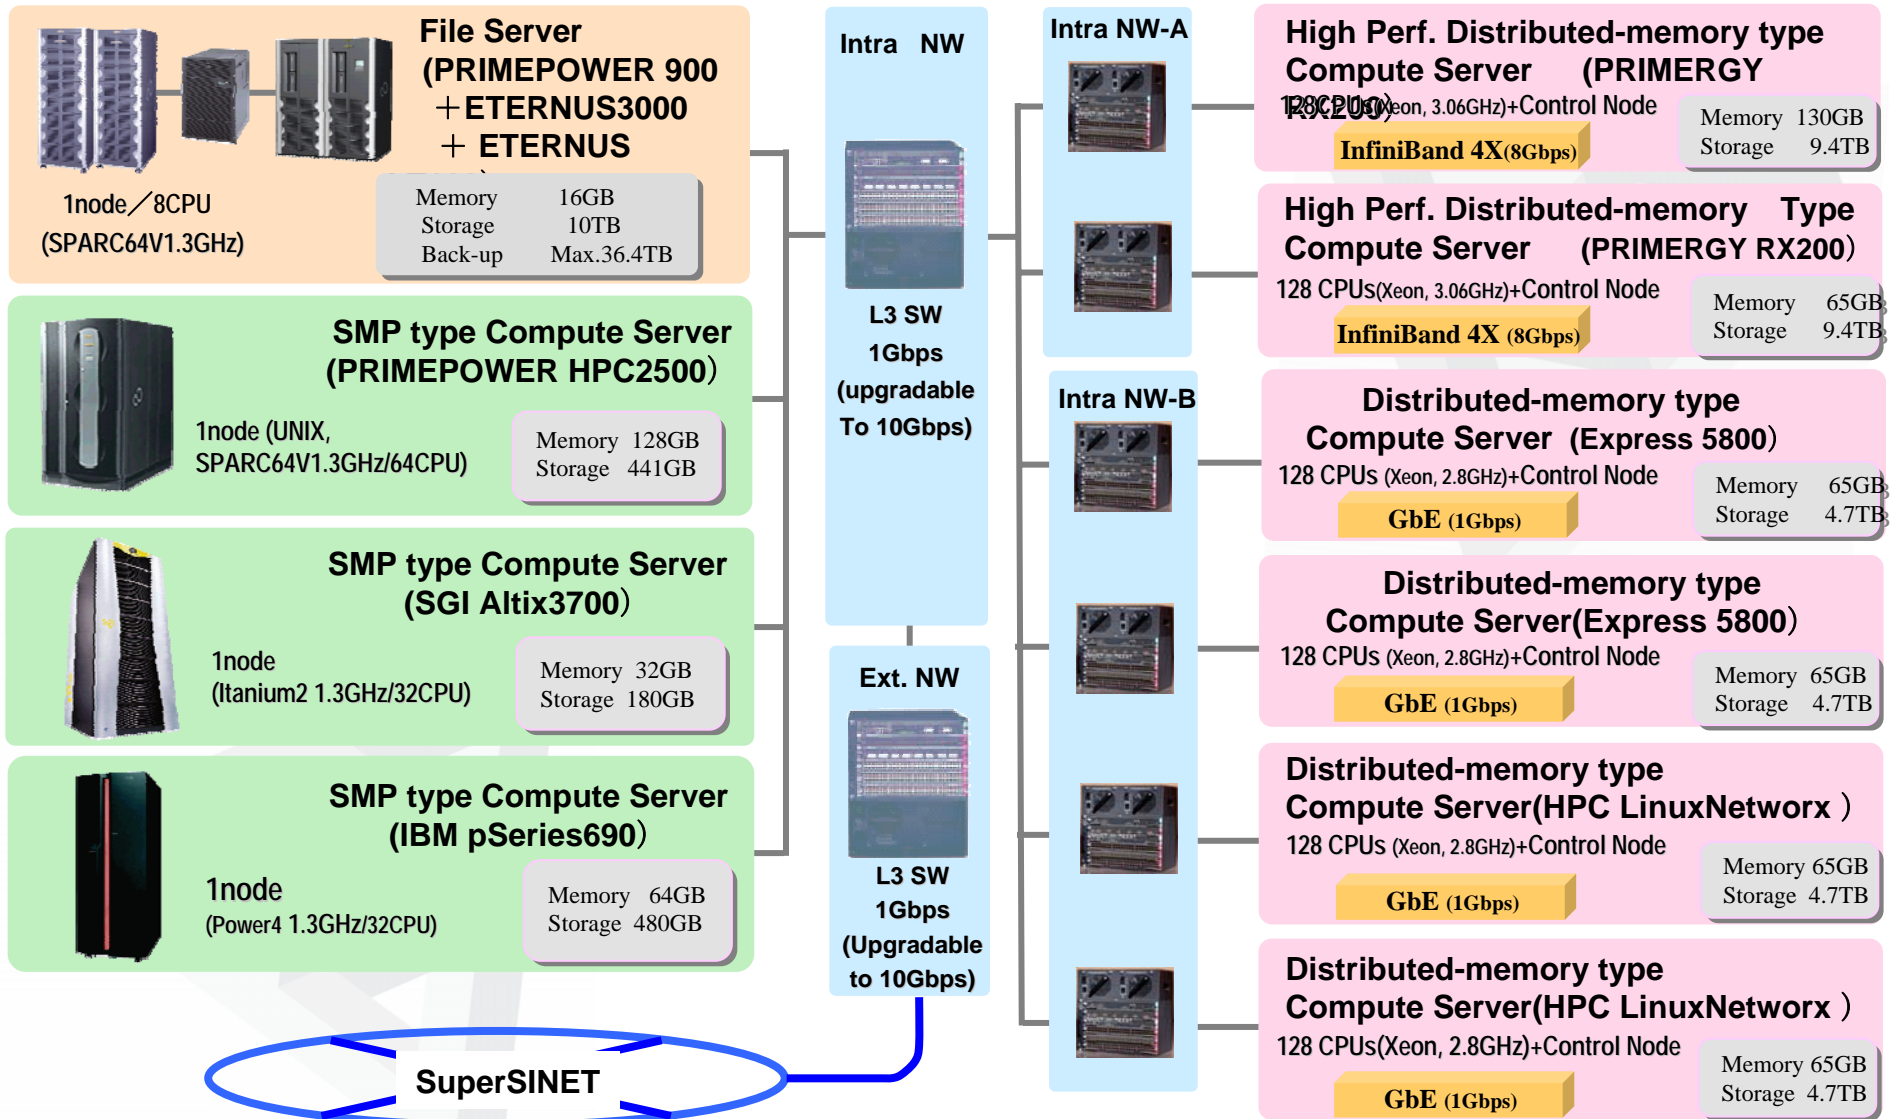 File Server
(PRIMEPOWER 900
＋ETERNUS3000
＋ ETERNUS
1node／8CPU
(SPARC64V1.3GHz)
Memory 16GB
Storage 10TB
Back-up Max.36.4TB
SMP type Compute Server
(PRIMEPOWER HPC2500）
1node (UNIX,
SPARC64V1.3GHz/64CPU)
Memory 128GB
Storage 441GB
SMP type Compute Server
(SGI Altix3700）
1node
(Itanium2 1.3GHz/32CPU)
Memory 32GB
Storage 180GB
SMP type Compute Server
(IBM pSeries690）
1node
(Power4 1.3GHz/32CPU)
Memory 64GB
Storage 480GB
SuperSINET
Intra NW
L3 SW
1Gbps
(upgradable
To 10Gbps)
Ext. NW
L3 SW
1Gbps
(Upgradable
to 10Gbps)
Intra NW-A
Intra NW-B
High Perf. Distributed-memory type
Compute Server (PRIMERGY
RX200）
128CPUs(Xeon, 3.06GHz)+Control Node
InfiniBand 4X(8Gbps)
Memory 130GB
Storage 9.4TB
High Perf. Distributed-memory Type
Compute Server (PRIMERGY RX200）
128 CPUs(Xeon, 3.06GHz)+Control Node
InfiniBand 4X (8Gbps)
Memory 65GB
Storage 9.4TB
Distributed-memory type
Compute Server (Express 5800）
128 CPUs (Xeon, 2.8GHz)+Control Node
GbE (1Gbps)
Memory 65GB
Storage 4.7TB
Distributed-memory type
Compute Server(Express 5800）
128 CPUs (Xeon, 2.8GHz)+Control Node
GbE (1Gbps)
Memory 65GB
Storage 4.7TB
Distributed-memory type
Compute Server(HPC LinuxNetworx ）
128 CPUs (Xeon, 2.8GHz)+Control Node
GbE (1Gbps)
Memory 65GB
Storage 4.7TB
Distributed-memory type
Compute Server(HPC LinuxNetworx ）
128 CPUs(Xeon, 2.8GHz)+Control Node
GbE (1Gbps)
Memory 65GB
Storage 4.7TB